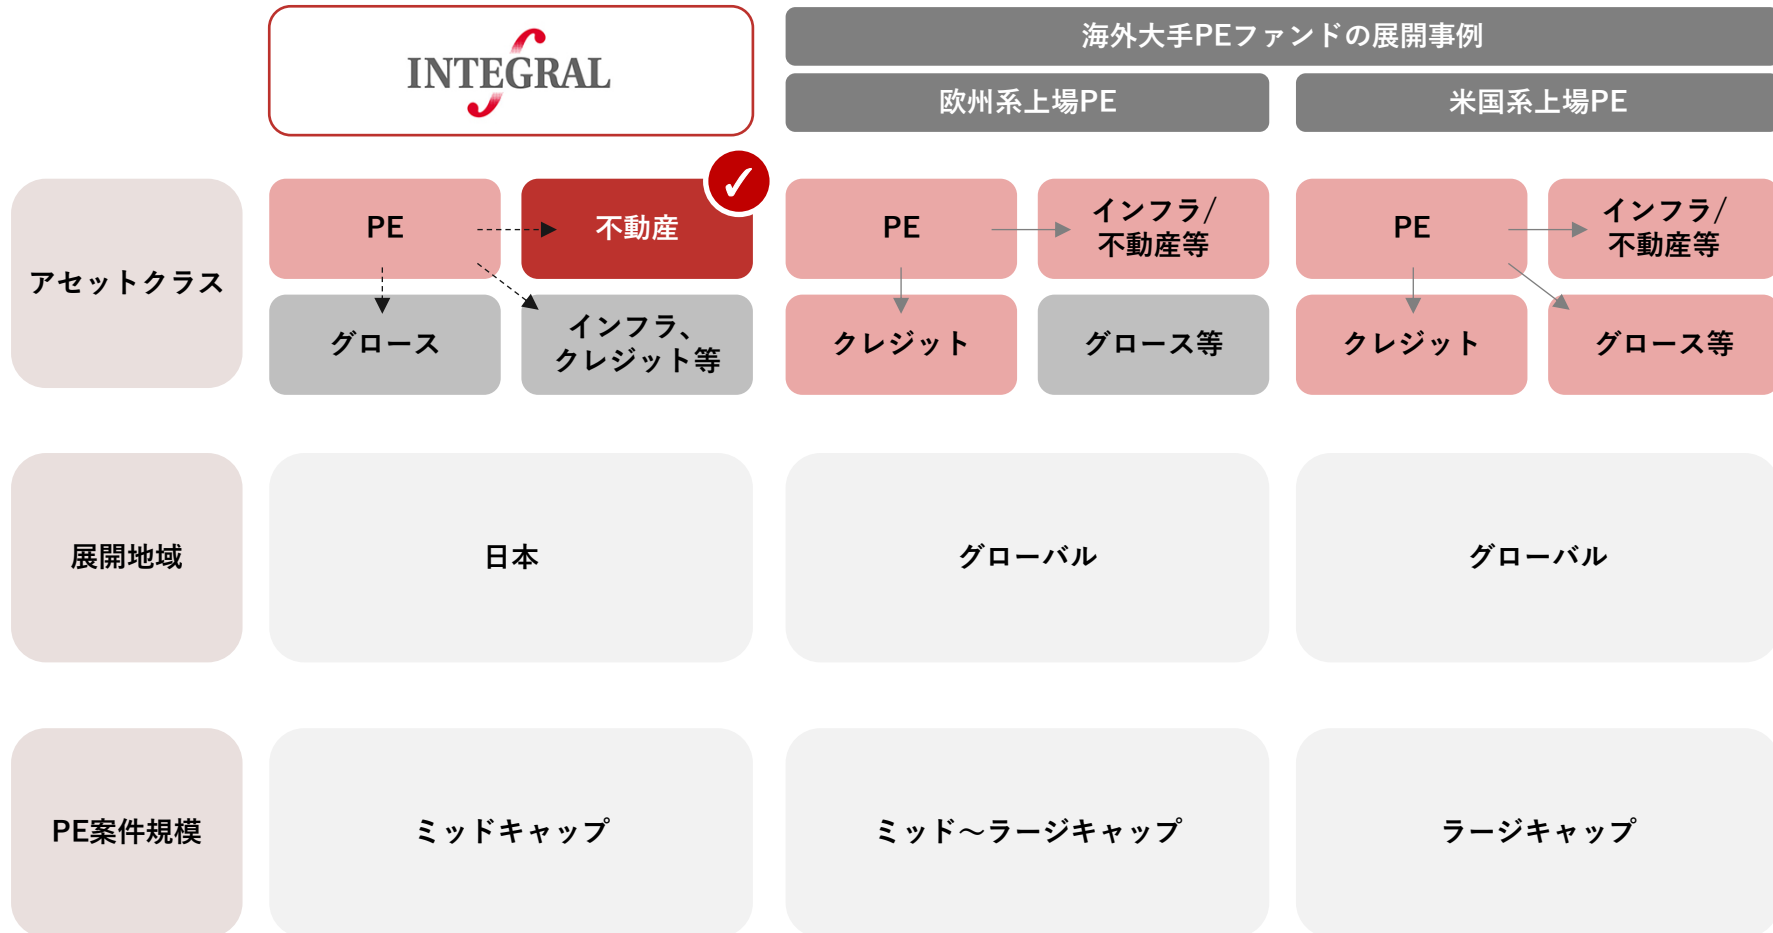 INTEGRAL
海外大手PEファンドの展開事例
欧州系上場PE
米国系上場PE
アセットクラス
PE
不動産
グロース
インフラ、
クレジット等
PE
インフラ/
不動産等
クレジット
グロース等
PE
インフラ/
不動産等
クレジット
グロース等
展開地域
日本
グローバル
グローバル
PE案件規模
ミッドキャップ
ミッド～ラージキャップ
ラージキャップ